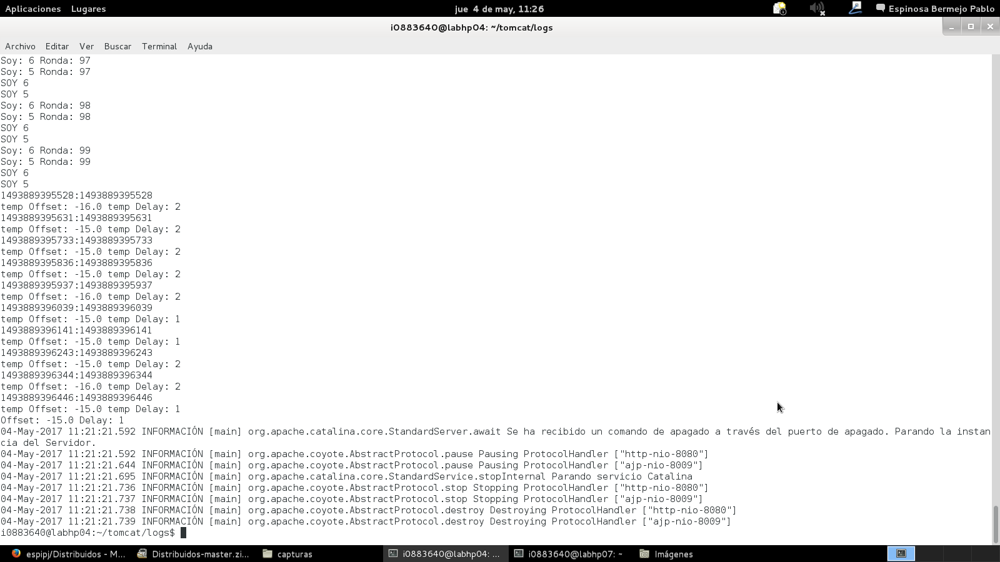 Aplicaciones Lugares jue 4 de may, 11:26 Espinosa Bermejo Pablo
i0883640@labhp04: ~/tomcat/logs
Archivo Editar Ver Buscar Terminal Ayuda
Soy: 6 Ronda: 97
Soy: 5 Ronda: 97
SOY 6
SOY 5
Soy: 6 Ronda: 98
Soy: 5 Ronda: 98
SOY 6
SOY 5
Soy: 6 Ronda: 99
Soy: 5 Ronda: 99
SOY 6
SOY 5
1493889395528:1493889395528
temp Offset: -16.0 temp Delay: 2
1493889395631:1493889395631
temp Offset: -15.0 temp Delay: 2
1493889395733:1493889395733
temp Offset: -15.0 temp Delay: 2
1493889395836:1493889395836
temp Offset: -15.0 temp Delay: 2
1493889395937:1493889395937
temp Offset: -16.0 temp Delay: 2
1493889396039:1493889396039
temp Offset: -15.0 temp Delay: 1
1493889396141:1493889396141
temp Offset: -15.0 temp Delay: 1
1493889396243:1493889396243
temp Offset: -15.0 temp Delay: 2
1493889396344:1493889396344
temp Offset: -16.0 temp Delay: 2
1493889396446:1493889396446
temp Offset: -15.0 temp Delay: 1
Offset: -15.0 Delay: 1
04-May-2017 11:21:21.592 INFORMACIÓN [main] org.apache.catalina.core.StandardServer.await Se ha recibido un comando de apagado a través del puerto de apagado. Parando la instan
cia del Servidor.
04-May-2017 11:21:21.592 INFORMACIÓN [main] org.apache.coyote.AbstractProtocol.pause Pausing ProtocolHandler ["http-nio-8080"]
04-May-2017 11:21:21.644 INFORMACIÓN [main] org.apache.coyote.AbstractProtocol.pause Pausing ProtocolHandler ["ajp-nio-8009"]
04-May-2017 11:21:21.695 INFORMACIÓN [main] org.apache.catalina.core.StandardService.stopInternal Parando servicio Catalina
04-May-2017 11:21:21.736 INFORMACIÓN [main] org.apache.coyote.AbstractProtocol.stop Stopping ProtocolHandler ["http-nio-8080"]
04-May-2017 11:21:21.737 INFORMACIÓN [main] org.apache.coyote.AbstractProtocol.stop Stopping ProtocolHandler ["ajp-nio-8009"]
04-May-2017 11:21:21.738 INFORMACIÓN [main] org.apache.coyote.AbstractProtocol.destroy Destroying ProtocolHandler ["http-nio-8080"]
04-May-2017 11:21:21.739 INFORMACIÓN [main] org.apache.coyote.AbstractProtocol.destroy Destroying ProtocolHandler ["ajp-nio-8009"]
i0883640@labhp04:~/tomcat/logs$
espipj/Distribuidos - M... Distribuidos-master.zi... capturas i0883640@labhp04: ... i0883640@labhp07: ~ Imágenes